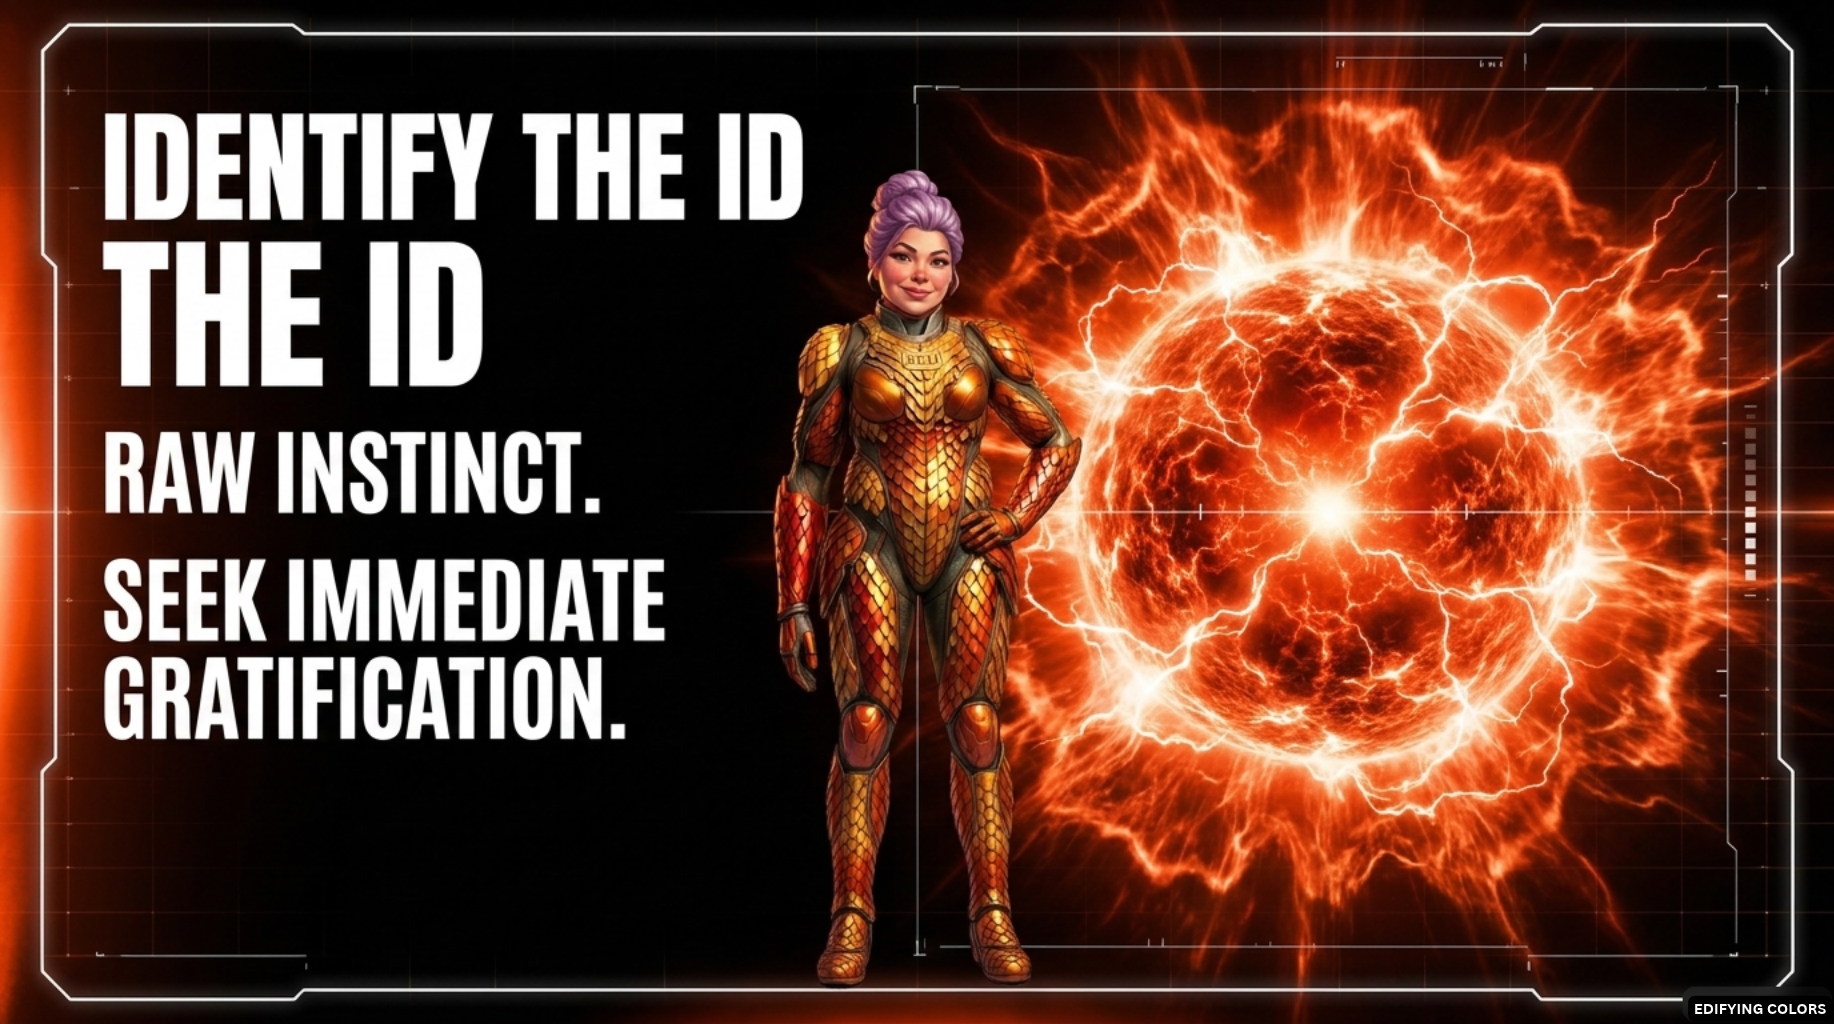 IDENTIFY THE ID
THE ID
RAW INSTINCT.
SEEK IMMEDIATE
GRATIFICATION.
EDIFYING COLORS